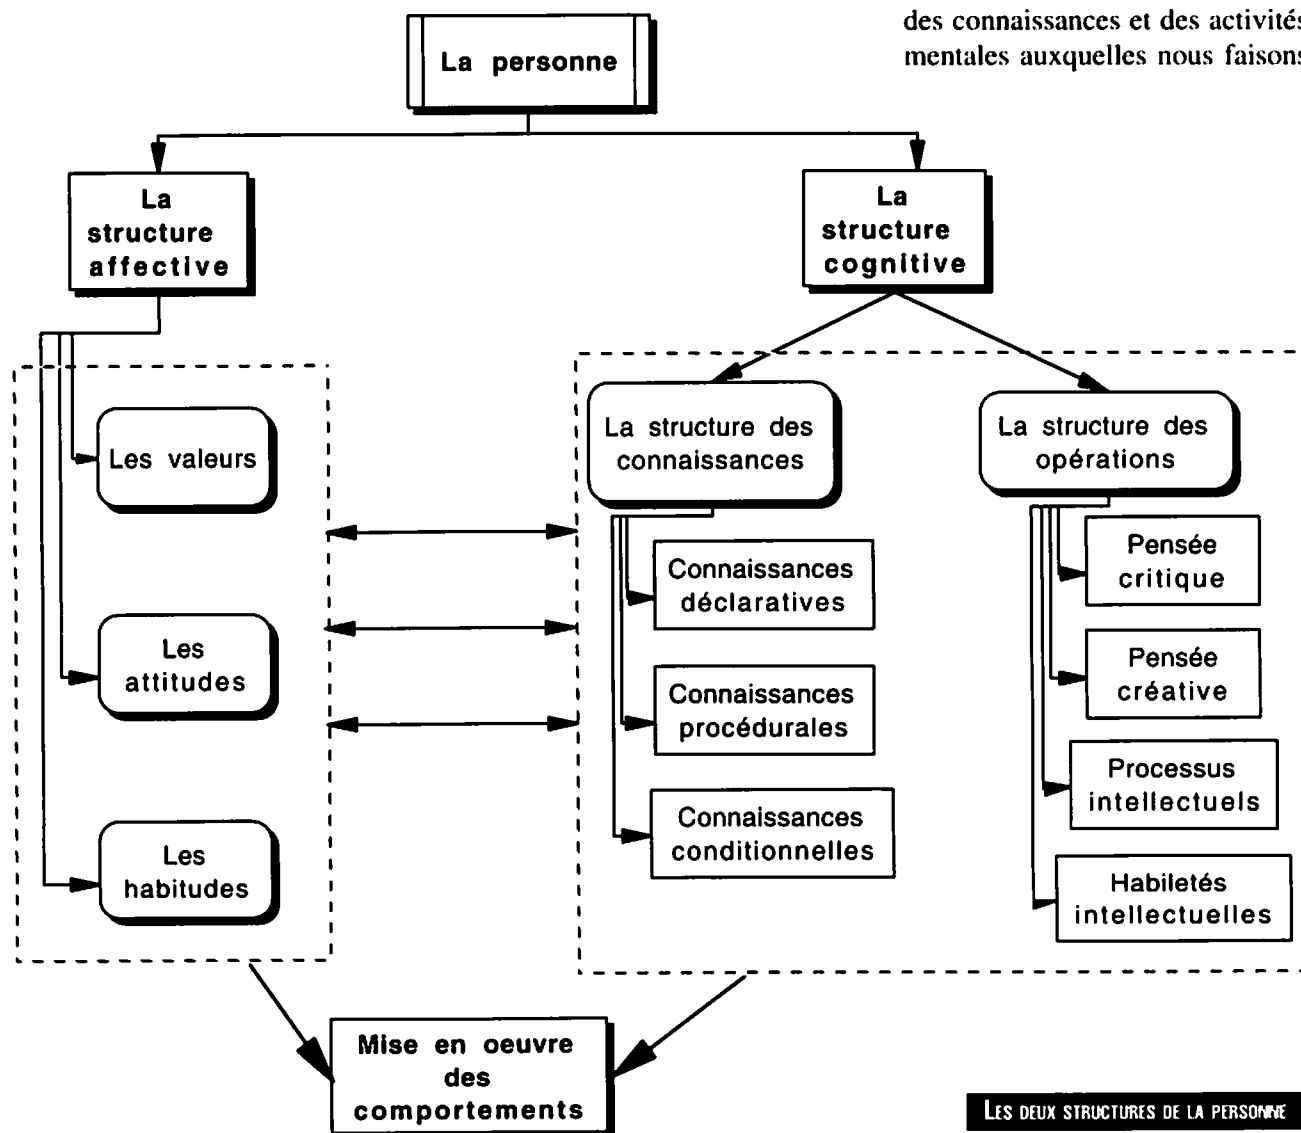 des connaissances et des activités
mentales auxquelles nous faisons
La personne
La
structure
affective
La
structure
cognitive
Les valeurs
Les
attitudes
Les
habitudes
La structure des
connaissances
Connaissances
déclaratives
Connaissances
procédurales
Connaissances
conditionnelles
La structure des
opérations
Pensée
critique
Pensée
créative
Processus
intellectuels
Habiletés
intellectuelles
Mise en oeuvre
des
comportements
LES DEUX STRUCTURES DE LA PERSONNE